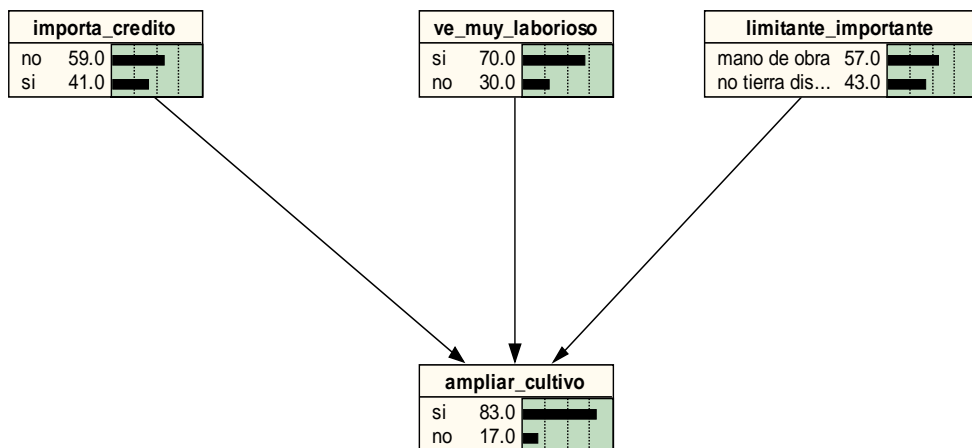 importa_credito
no 59.0
si 41.0
ve_muy_laborioso
si 70.0
no 30.0
limitante_importante
mano de obra 57.0
no tierra dis... 43.0
ampliar_cultivo
si 83.0
no 17.0